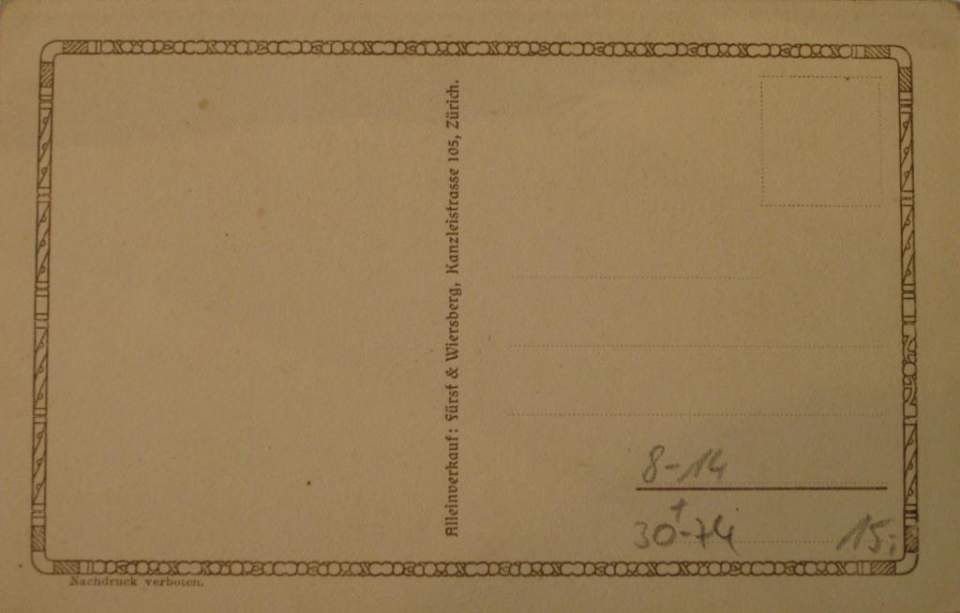 Alleinverkauf: Fürst & Wiersberg, Kanzleistrasse 105, Zürich.
8-14
30+-74
15.-
Nachdruck verboten.